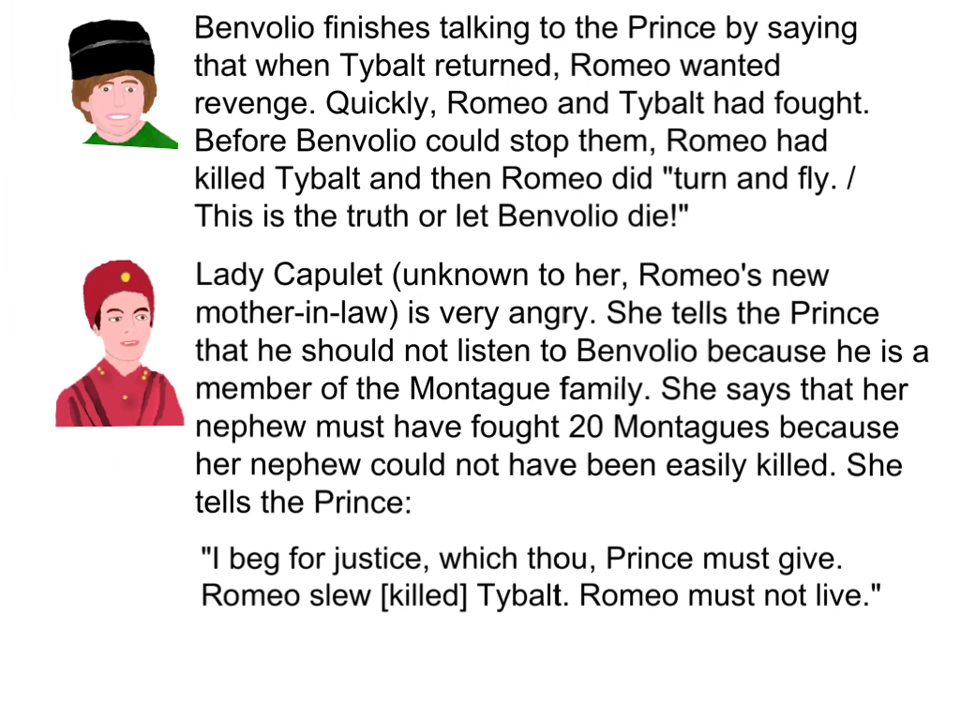 Benvolio finishes talking to the Prince by saying
that when Tybalt returned, Romeo wanted
revenge. Quickly, Romeo and Tybalt had fought.
Before Benvolio could stop them, Romeo had
killed Tybalt and then Romeo did "turn and fly. /
This is the truth or let Benvolio die!"
Lady Capulet (unknown to her, Romeo's new
mother-in-law) is very angry. She tells the Prince
that he should not listen to Benvolio because he is a
member of the Montague family. She says that her
nephew must have fought 20 Montagues because
her nephew could not have been easily killed. She
tells the Prince:
"I beg for justice, which thou, Prince must give.
Romeo slew [killed] Tybalt. Romeo must not live."